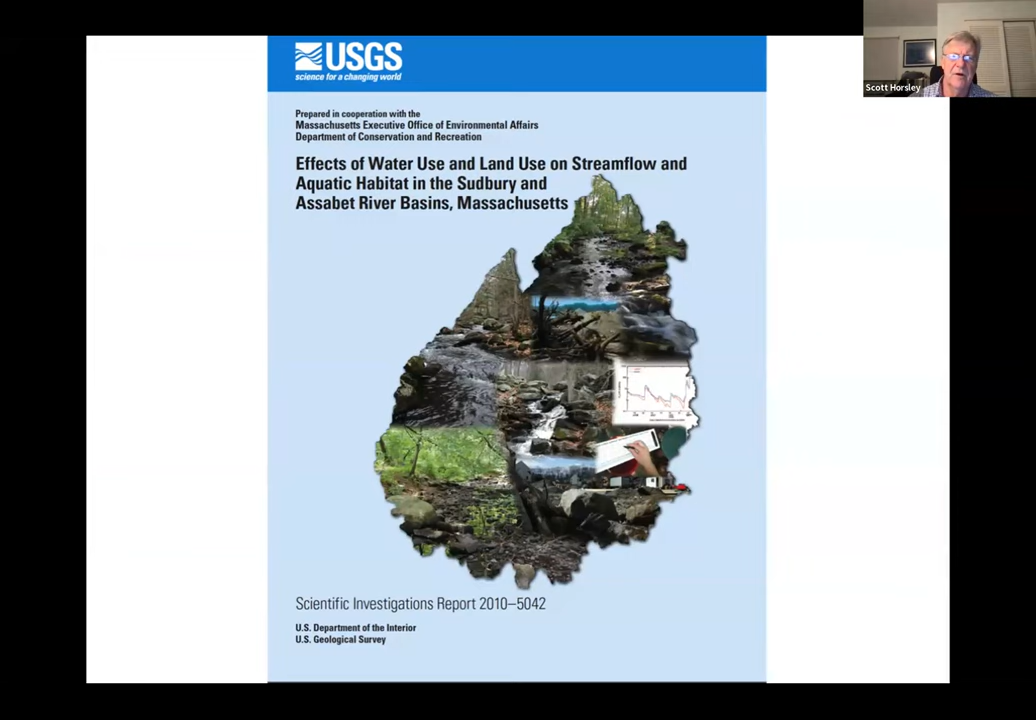 USGS
science for a changing world
Scott Horsley
Prepared in cooperation with the
Massachusetts Executive Office of Environmental Affairs
Department of Conservation and Recreation
Effects of Water Use and Land Use on Streamflow and
Aquatic Habitat in the Sudbury and
Assabet River Basins, Massachusetts
Scientific Investigations Report 2010–5042
U.S. Department of the Interior
U.S. Geological Survey